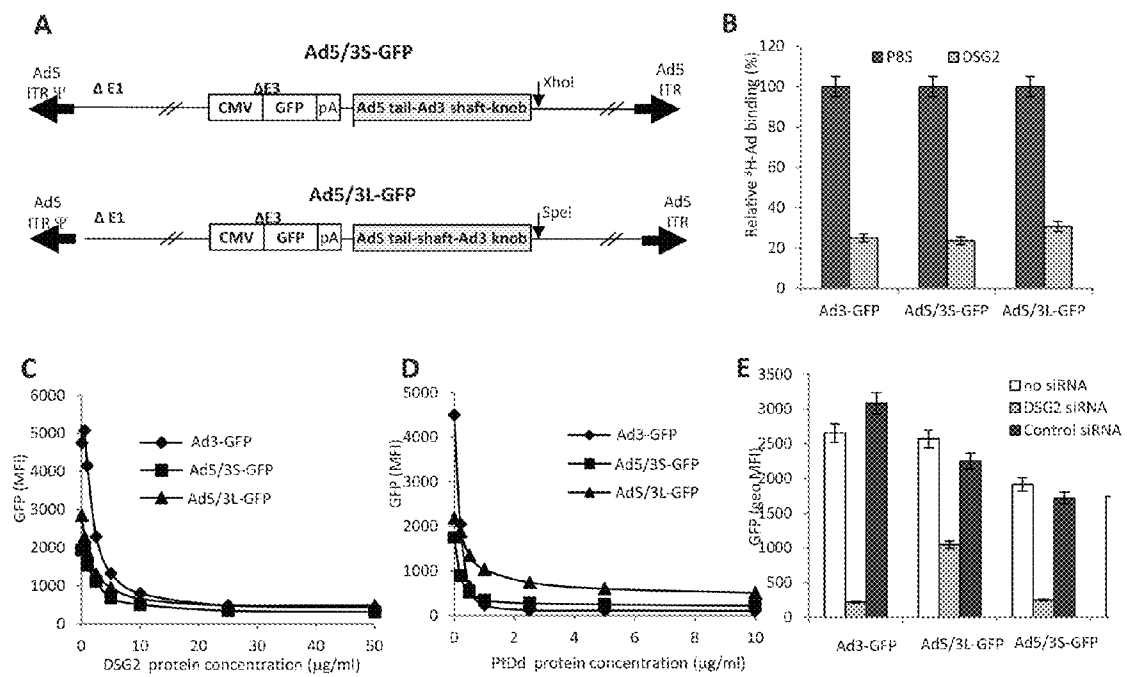 A
Ad5/3S-GFP
Ad5
ITR
Δ E1
ΔE3
CMV GFP pA
Ad5 tail-Ad3 shaft-knob
XhoI
Ad5
ITR
Ad5/3L-GFP
Ad5
ITR
Δ E1
ΔE3
CMV GFP pA
Ad5 tail-shaft-Ad3 knob
SpeI
Ad5
ITR
B
PBS DSG2
Relative ³H-Ad binding (%)
120
100
80
60
40
20
0
Ad3-GFP Ad5/3S-GFP Ad5/3L-GFP
C
GFP (MFI)
6000
5000
4000
3000
2000
1000
0
Ad3-GFP
Ad5/3S-GFP
Ad5/3L-GFP
0 10 20 30 40 50
DSG2 protein concentration (µg/ml)
D
GFP (MFI)
5000
4000
3000
2000
1000
0
Ad3-GFP
Ad5/3S-GFP
Ad5/3L-GFP
0 2 4 6 8 10
PtDd protein concentration (µg/ml)
E
GFP (geo MFI)
3500
3000
2500
2000
1500
1000
500
0
no siRNA
DSG2 siRNA
Control siRNA
Ad3-GFP Ad5/3L-GFP Ad5/3S-GFP